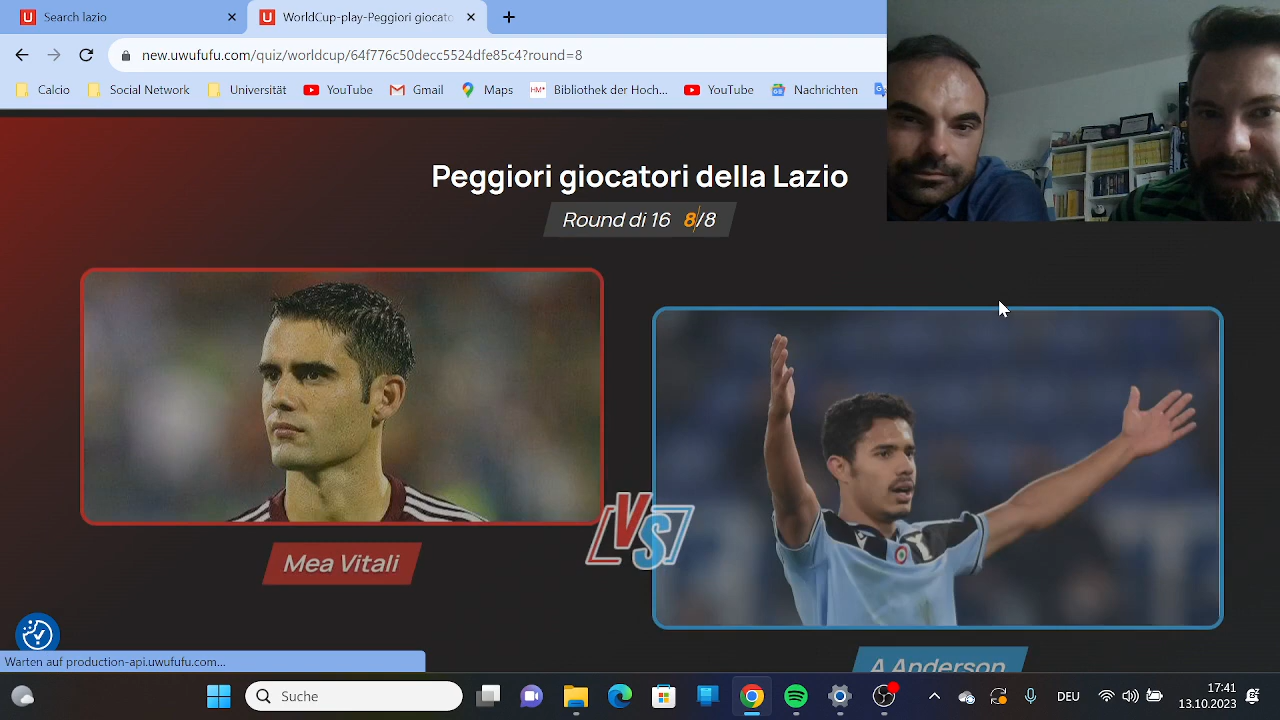 Search lazio
WorldCup-play-Peggiori giocato
new.uwufufu.com/quiz/worldcup/64f776c50decc5524dfe85c4?round=8
Calcio
Social Network
Universität
YouTube
Gmail
Maps
HM
Bibliothek der Hoch...
YouTube
Nachrichten
Peggiori giocatori della Lazio
Round di 16 8/8
VS
Mea Vitali
A Anderson
Warten auf production-api.uwufufu.com...
Suche
DEU
17:41
13.10.2023